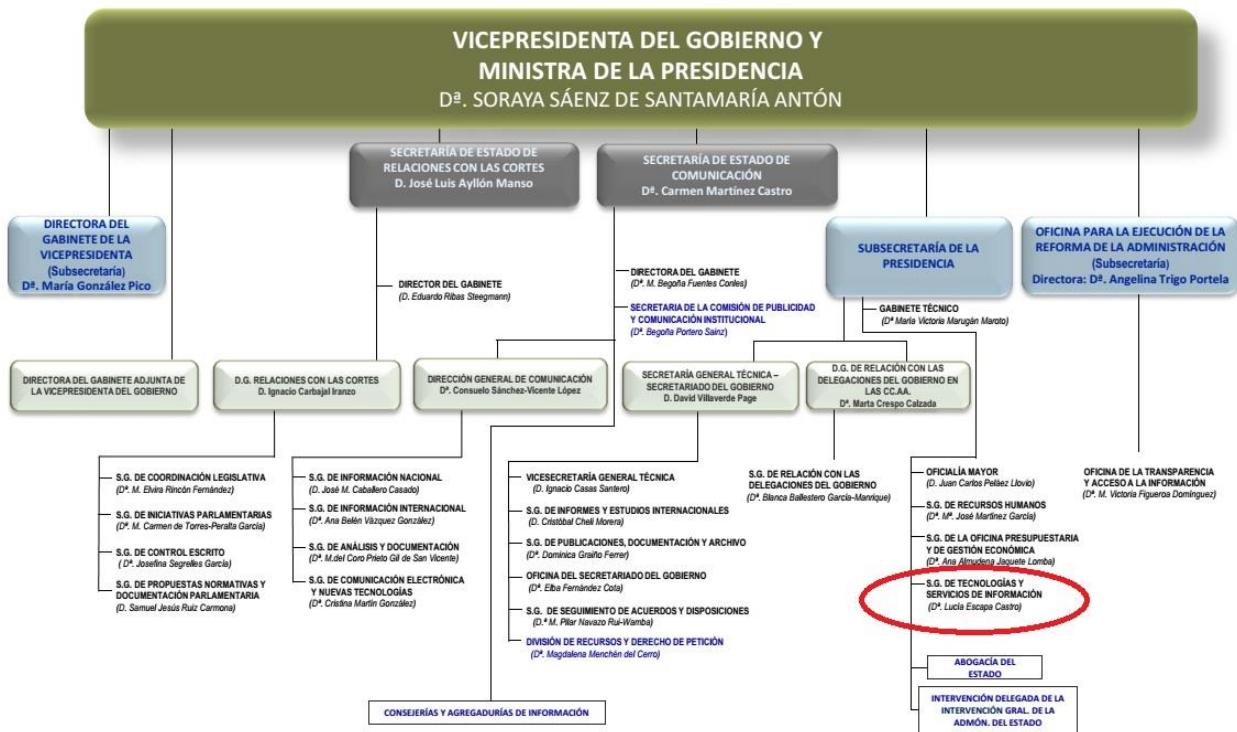 VICEPRESIDENTA DEL GOBIERNO Y
MINISTRA DE LA PRESIDENCIA
Dª. SORAYA SÁENZ DE SANTAMARÍA ANTÓN
SECRETARÍA DE ESTADO DE
RELACIONES CON LAS CORTES
D. José Luis Ayllón Manso
SECRETARÍA DE ESTADO DE
COMUNICACIÓN
Dª. Carmen Martínez Castro
DIRECTORA DEL
GABINETE DE LA
VICEPRESIDENTA
(Subsecretaría)
Dª. María González Pico
SUBSECRETARÍA DE LA
PRESIDENCIA
OFICINA PARA LA EJECUCIÓN DE LA
REFORMA DE LA ADMINISTRACIÓN
(Subsecretaría)
Directora: Dª. Angelina Trigo Portela
DIRECTOR DEL GABINETE
(D. Eduardo Ribas Steegmann)
DIRECTORA DEL GABINETE
(Dª. M. Begoña Fuentes Conles)
SECRETARIA DE LA COMISIÓN DE PUBLICIDAD
Y COMUNICACIÓN INSTITUCIONAL
(Dª. Begoña Portero Sainz)
GABINETE TÉCNICO
(Dª María Victoria Marugán Maroto)
DIRECTORA DEL GABINETE ADJUNTA DE
LA VICEPRESIDENTA DEL GOBIERNO
D.G. RELACIONES CON LAS CORTES
D. Ignacio Carbajal Iranzo
DIRECCIÓN GENERAL DE COMUNICACIÓN
Dª. Consuelo Sánchez-Vicente López
SECRETARÍA GENERAL TÉCNICA –
SECRETARIADO DEL GOBIERNO
D. David Villaverde Page
D.G. DE RELACIÓN CON LAS
DELEGACIONES DEL GOBIERNO EN
LAS CC.AA.
Dª. Marta Crespo Calzada
S.G. DE COORDINACIÓN LEGISLATIVA
(Dª. M. Elvira Rincón Fernández)
S.G. DE INICIATIVAS PARLAMENTARIAS
(Dª. M. Carmen de Torres-Peralta García)
S.G. DE CONTROL ESCRITO
( Dª. Josefina Segrelles García)
S.G. DE PROPUESTAS NORMATIVAS Y
DOCUMENTACIÓN PARLAMENTARIA
(D. Samuel Jesús Ruiz Carmona)
S.G. DE INFORMACIÓN NACIONAL
(D. José M. Caballero Casado)
S.G. DE INFORMACIÓN INTERNACIONAL
(Dª. Ana Belén Vázquez González)
S.G. DE ANÁLISIS Y DOCUMENTACIÓN
(Dª. M.del Coro Prieto Gil de San Vicente)
S.G. DE COMUNICACIÓN ELECTRÓNICA
Y NUEVAS TECNOLOGÍAS
(Dª. Cristina Martín González)
VICESECRETARÍA GENERAL TÉCNICA
(D. Ignacio Casas Santero)
S.G. DE INFORMES Y ESTUDIOS INTERNACIONALES
(D. Cristóbal Cheli Morera)
S.G. DE PUBLICACIONES, DOCUMENTACIÓN Y ARCHIVO
(Dª. Dominica Graíño Ferrer)
OFICINA DEL SECRETARIADO DEL GOBIERNO
(Dª. Elba Fernández Cota)
S.G. DE SEGUIMIENTO DE ACUERDOS Y DISPOSICIONES
(D.ª M. Pilar Navazo Rui-Wamba)
DIVISIÓN DE RECURSOS Y DERECHO DE PETICIÓN
(Dª. Magdalena Menchén del Cerro)
S.G. DE RELACIÓN CON LAS
DELEGACIONES DEL GOBIERNO
(Dª. Blanca Ballestero García-Manrique)
OFICIALÍA MAYOR
(D. Juan Carlos Peláez Llovio)
S.G. DE RECURSOS HUMANOS
(Dª. Mª. José Martínez García)
S.G. DE LA OFICINA PRESUPUESTARIA
Y DE GESTIÓN ECONÓMICA
(Dª. Ana Almudena Jaquete Lomba)
S.G. DE TECNOLOGÍAS Y
SERVICIOS DE INFORMACIÓN
(Dª. Lucía Escapa Castro)
OFICINA DE LA TRANSPARENCIA
Y ACCESO A LA INFORMACIÓN
(Dª. M. Victoria Figueroa Domínguez)
ABOGACÍA DEL
ESTADO
CONSEJERÍAS Y AGREGADURÍAS DE INFORMACIÓN
INTERVENCIÓN DELEGADA DE LA
INTERVENCIÓN GRAL. DE LA
ADMÓN. DEL ESTADO